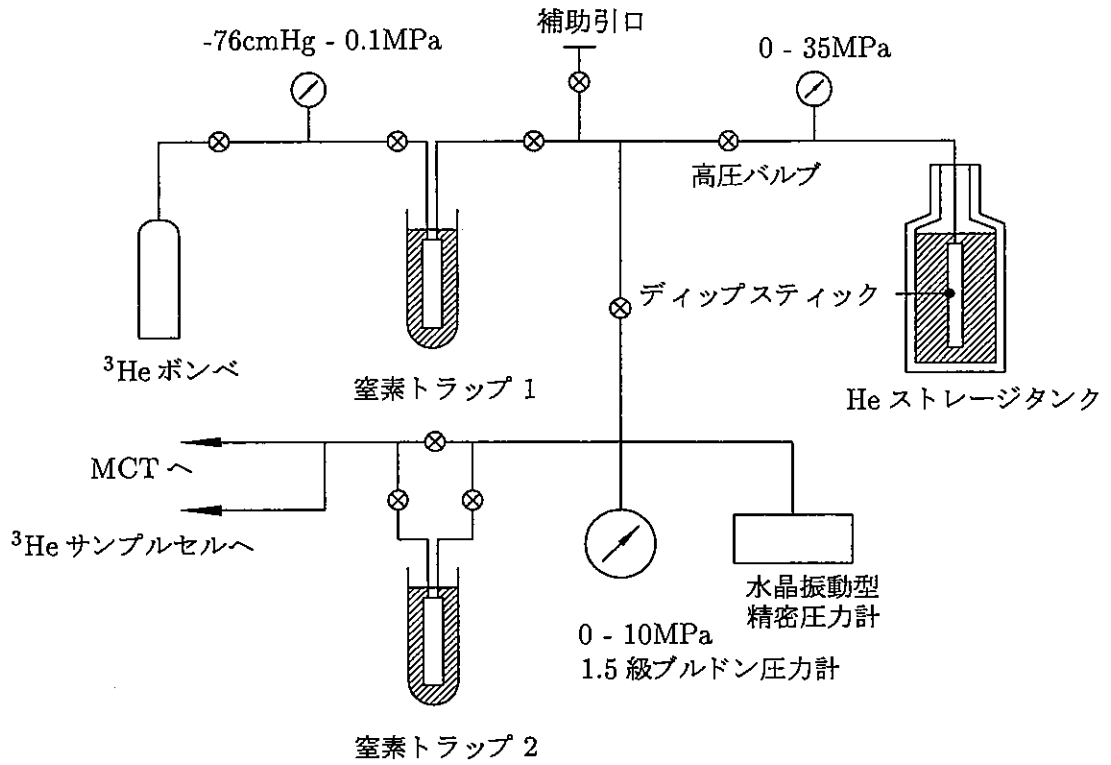 補助引口
-76cmHg - 0.1MPa
0 - 35MPa
高圧バルブ
ディップスティック
³He ボンベ
窒素トラップ 1
He ストレージタンク
MCT へ
³He サンプルセルへ
水晶振動型
精密圧力計
0 - 10MPa
1.5 級ブルドン圧力計
窒素トラップ 2